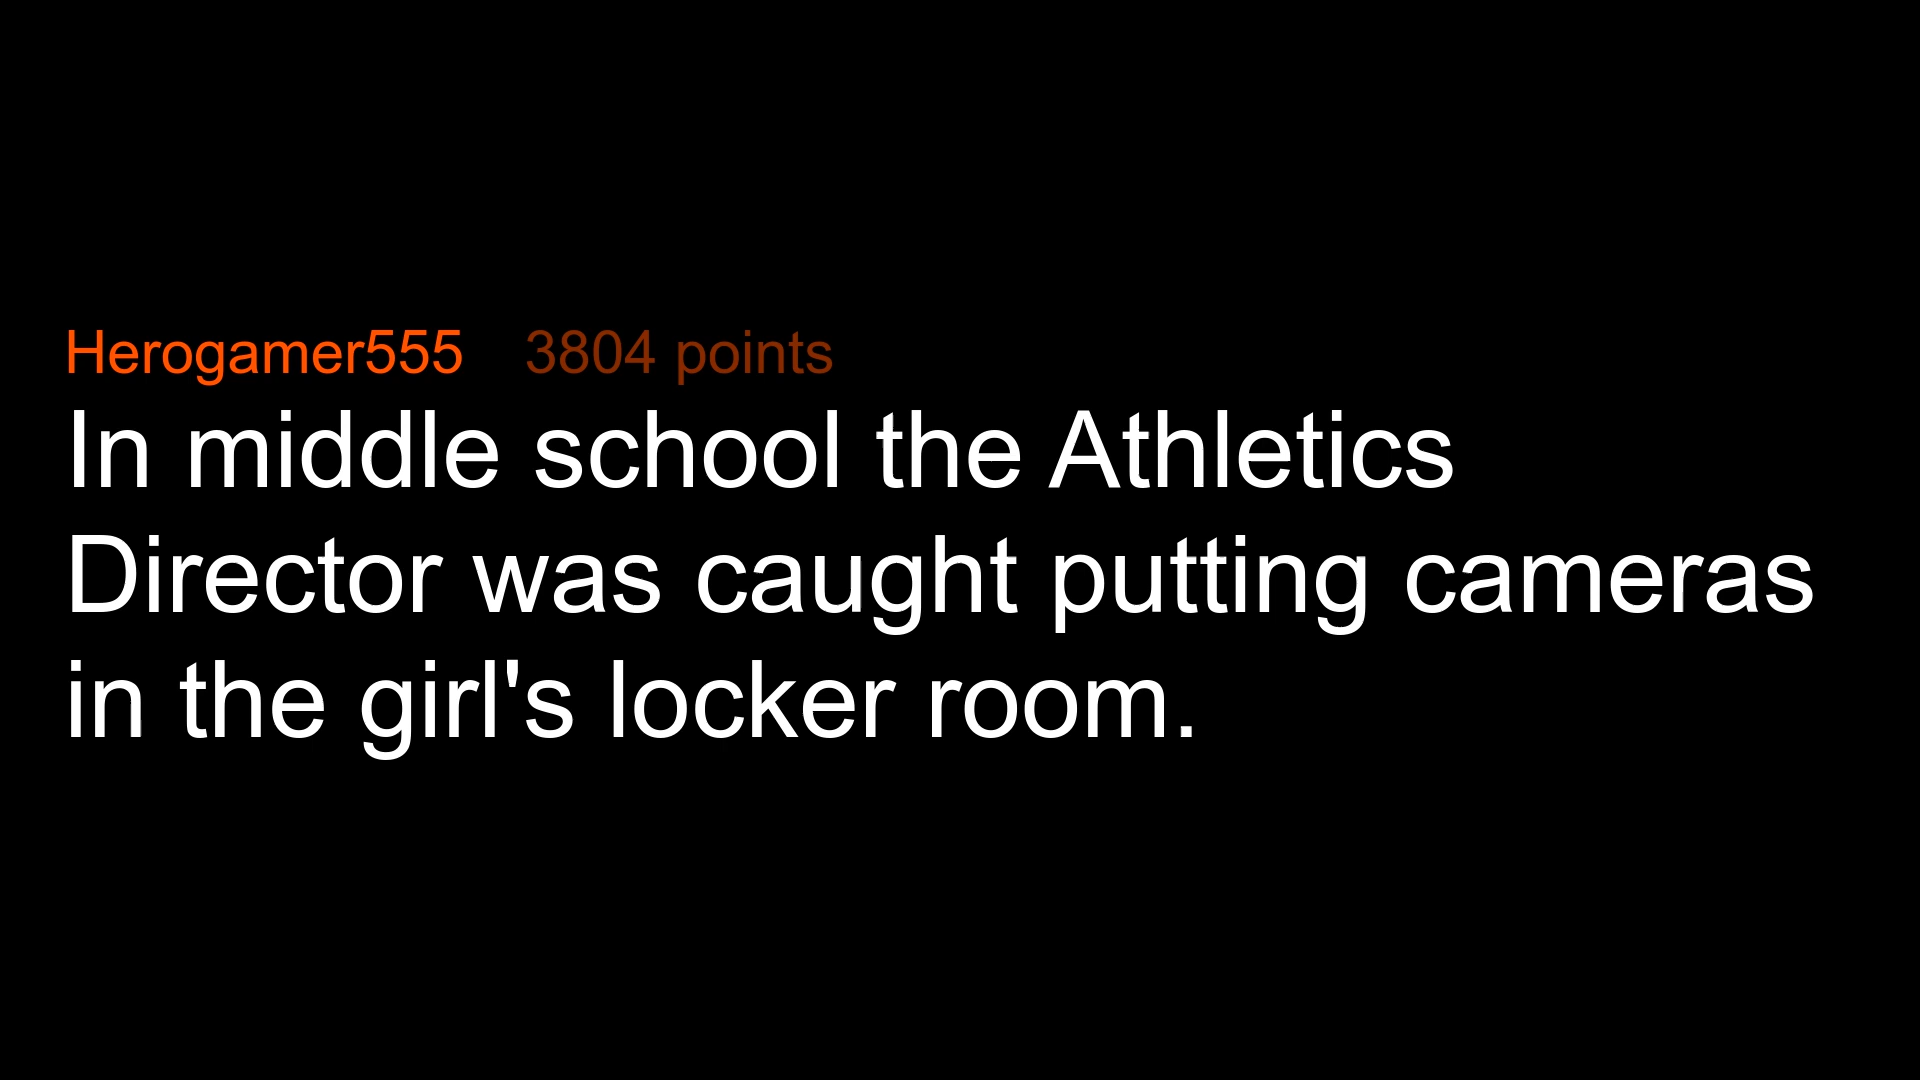 Herogamer555 3804 points
In middle school the Athletics
Director was caught putting cameras
in the girl's locker room.